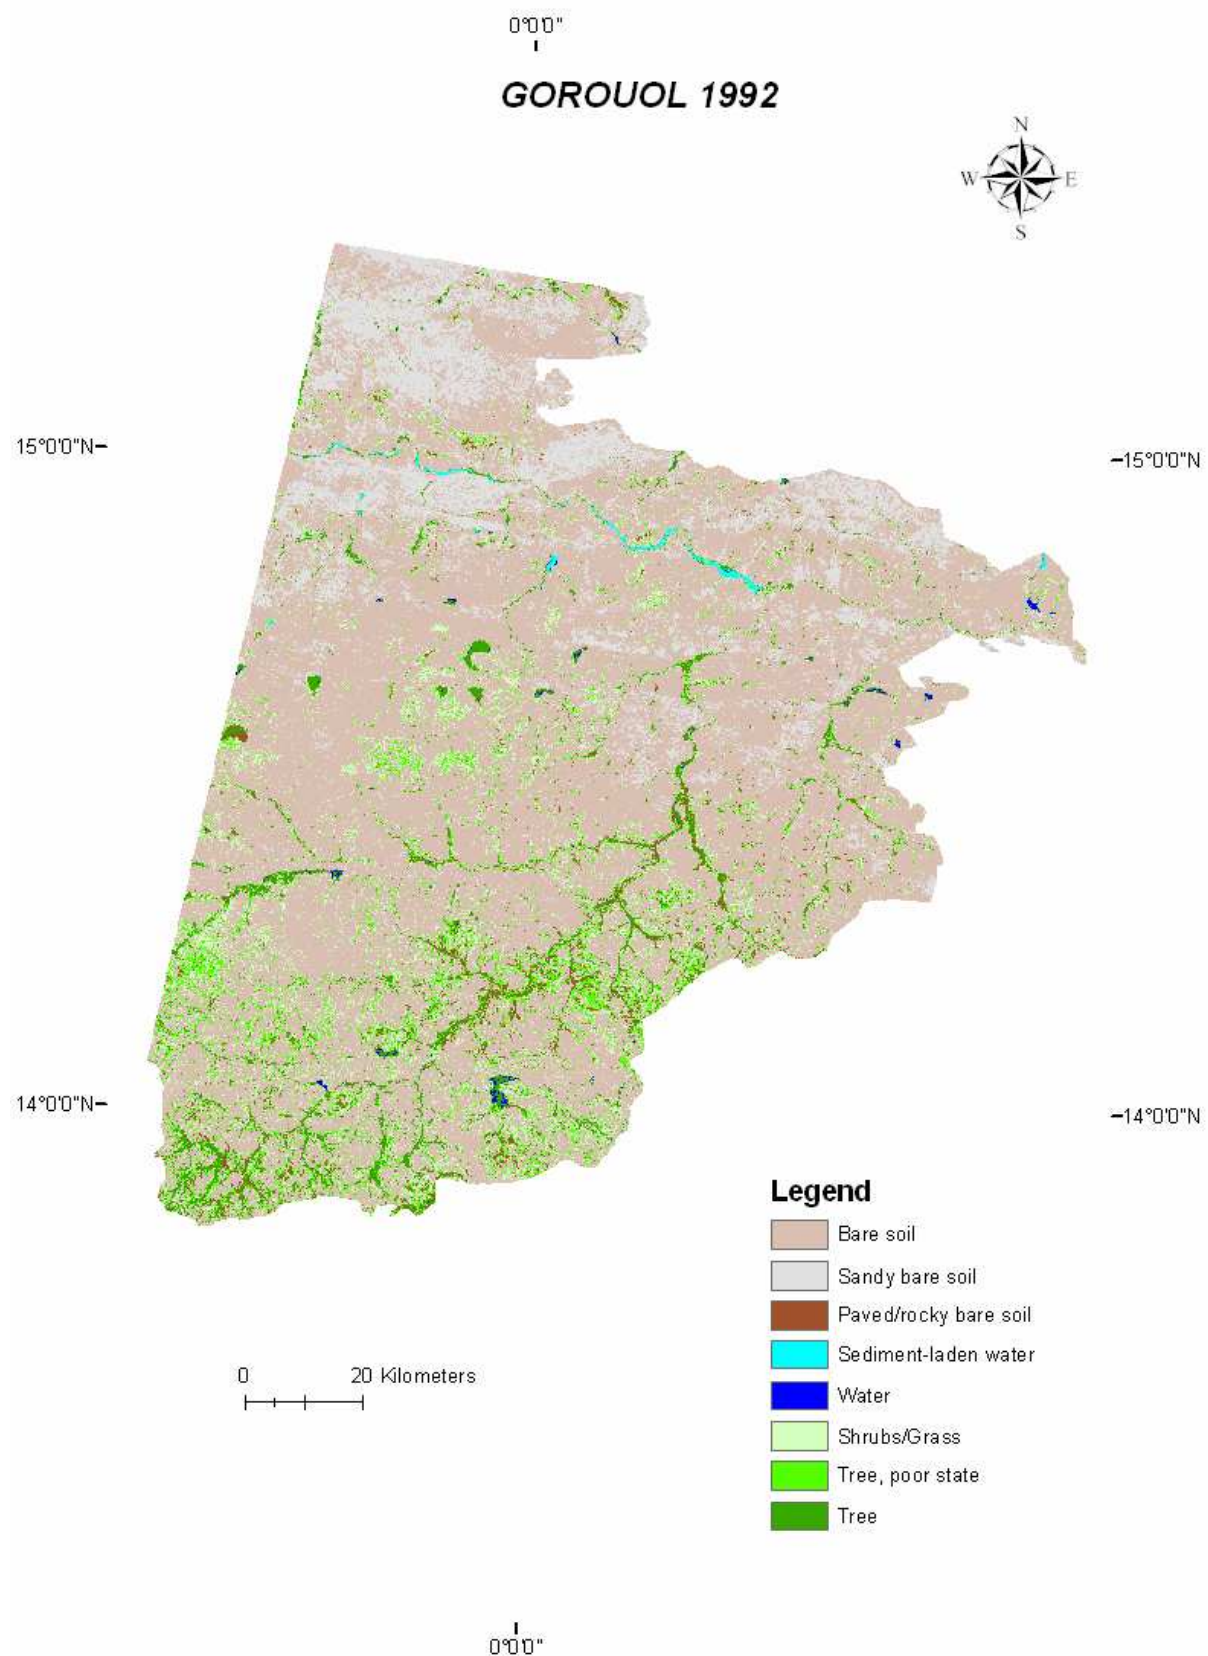 0°0'0"
GOROUOL 1992
N
W E
S
15°0'0"N
15°0'0"N
14°0'0"N
14°0'0"N
Legend
Bare soil
Sandy bare soil
Paved/rocky bare soil
Sediment-laden water
Water
Shrubs/Grass
Tree, poor state
Tree
0 20 Kilometers
0°0'0"